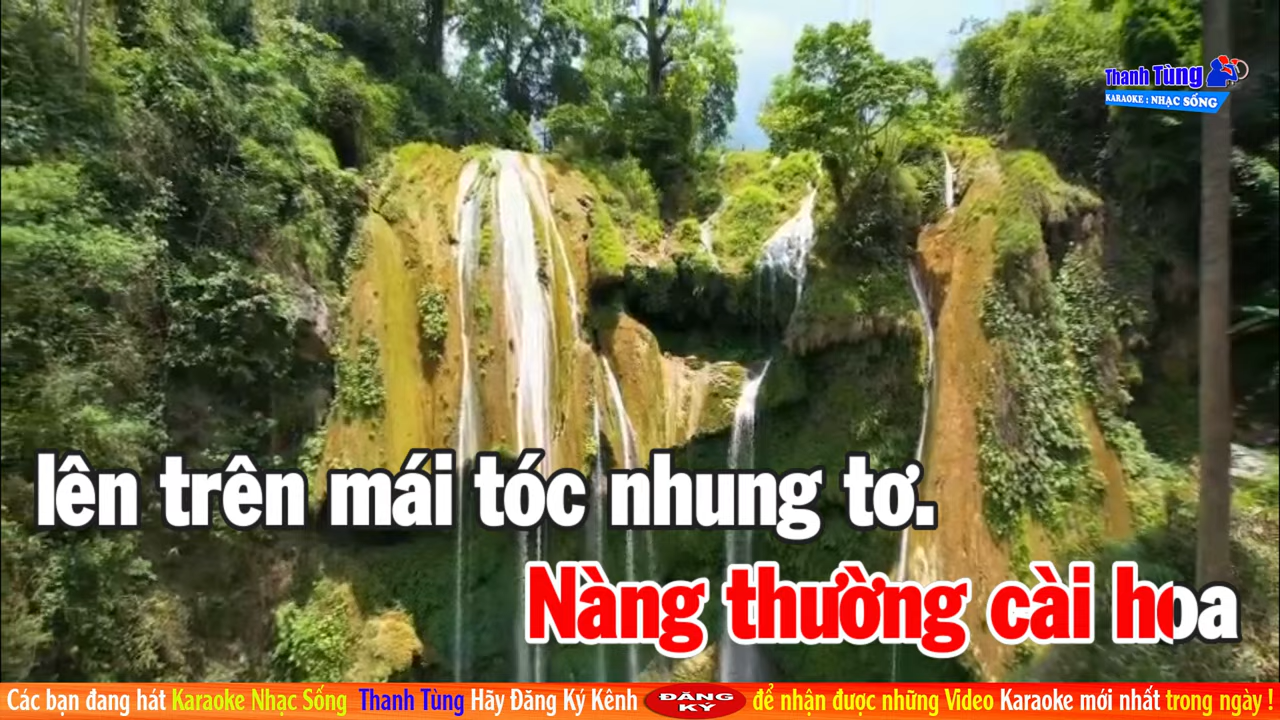 Thanh Tùng
KARAOKE : NHẠC SỐNG
lên trên mái tóc nhung tơ.
Nàng thường cài hoa
Các bạn đang hát Karaoke Nhạc Sống Thanh Tùng Hãy Đăng Ký Kênh ĐĂNG KÝ để nhận được những Video Karaoke mới nhất trong ngày !